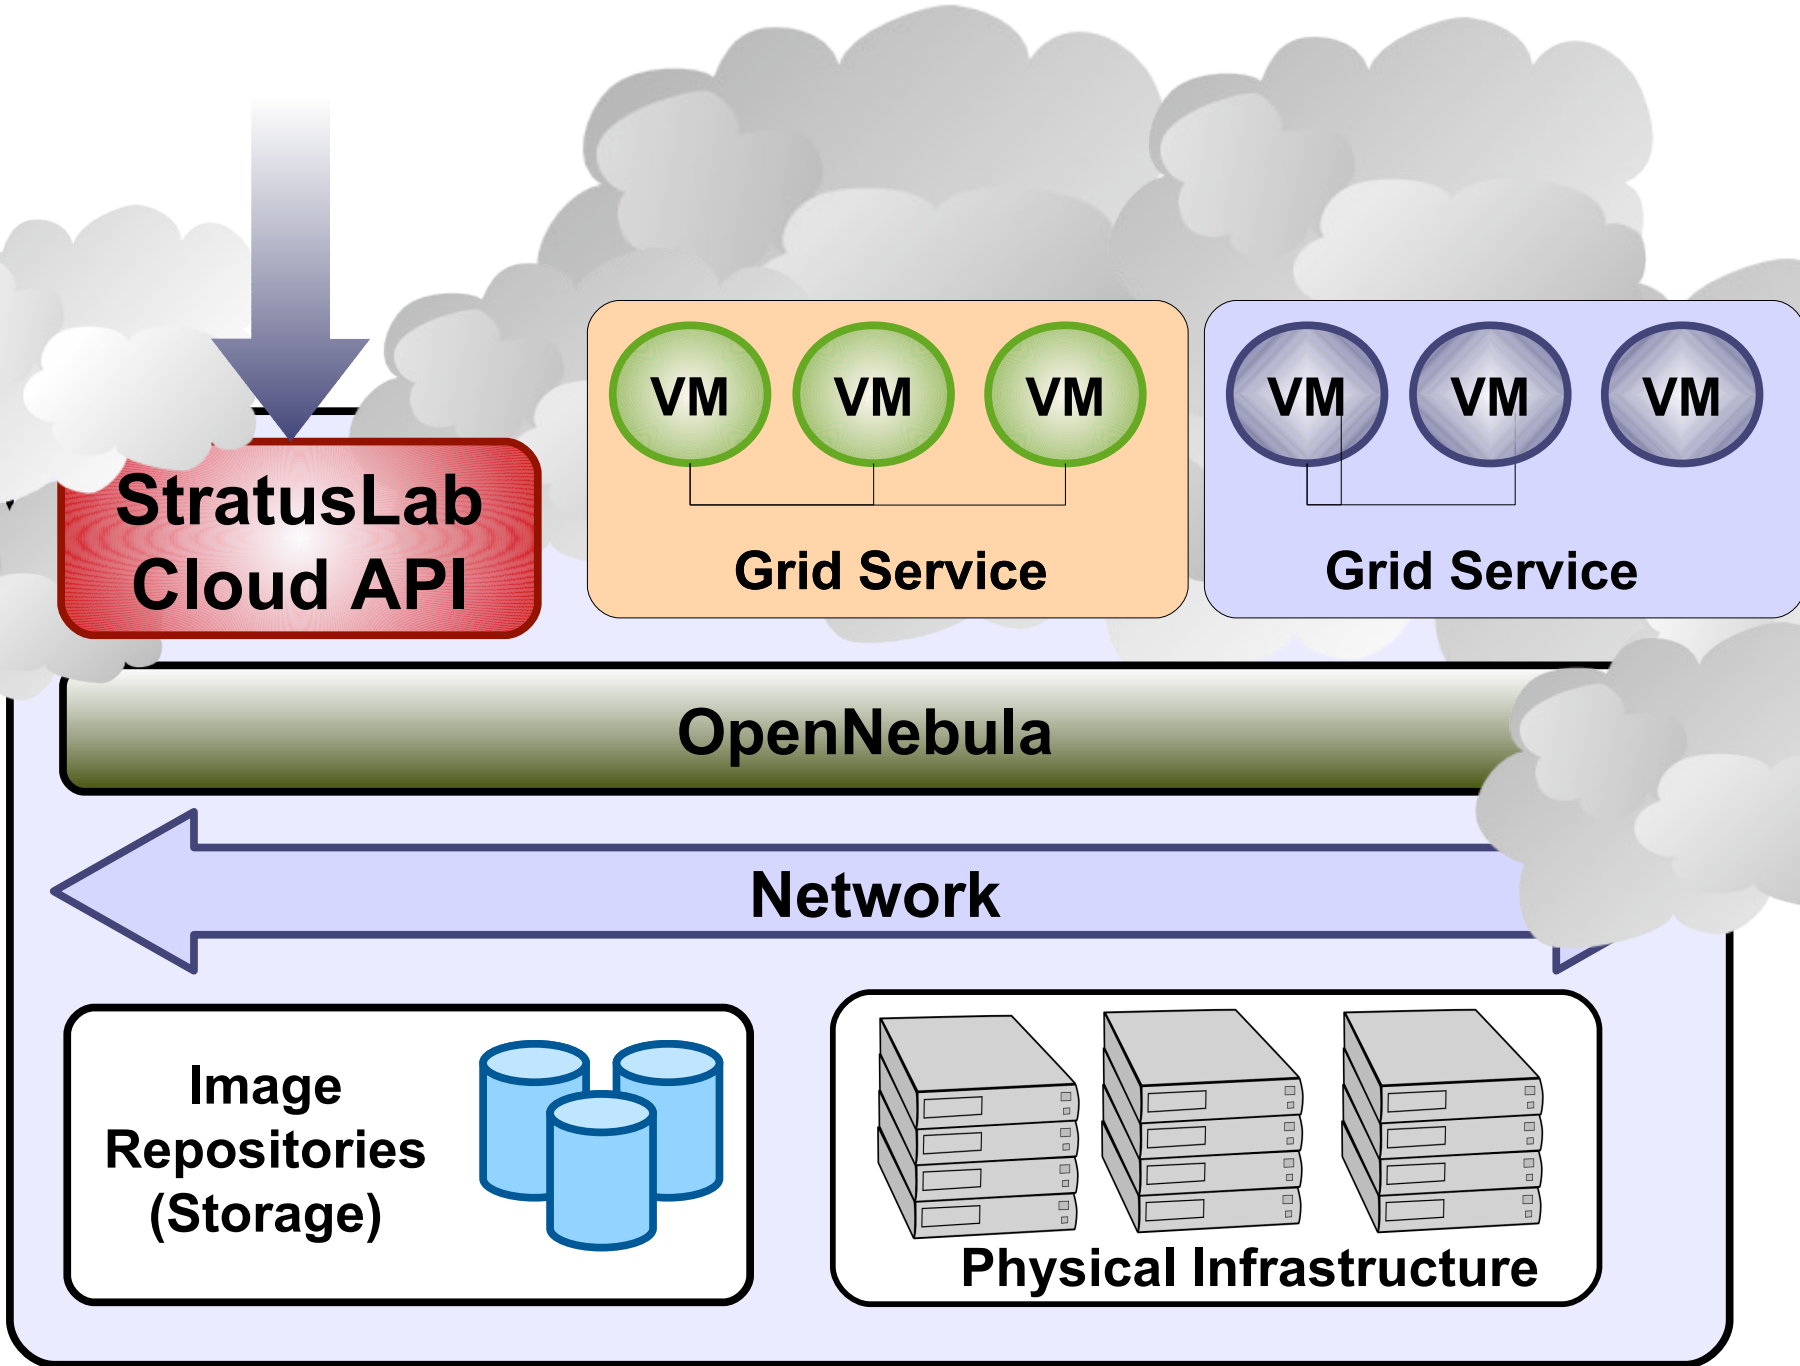 VM VM VM VM VM VM
StratusLab
Cloud API
Grid Service
Grid Service
OpenNebula
Network
Image
Repositories
(Storage)
Physical Infrastructure